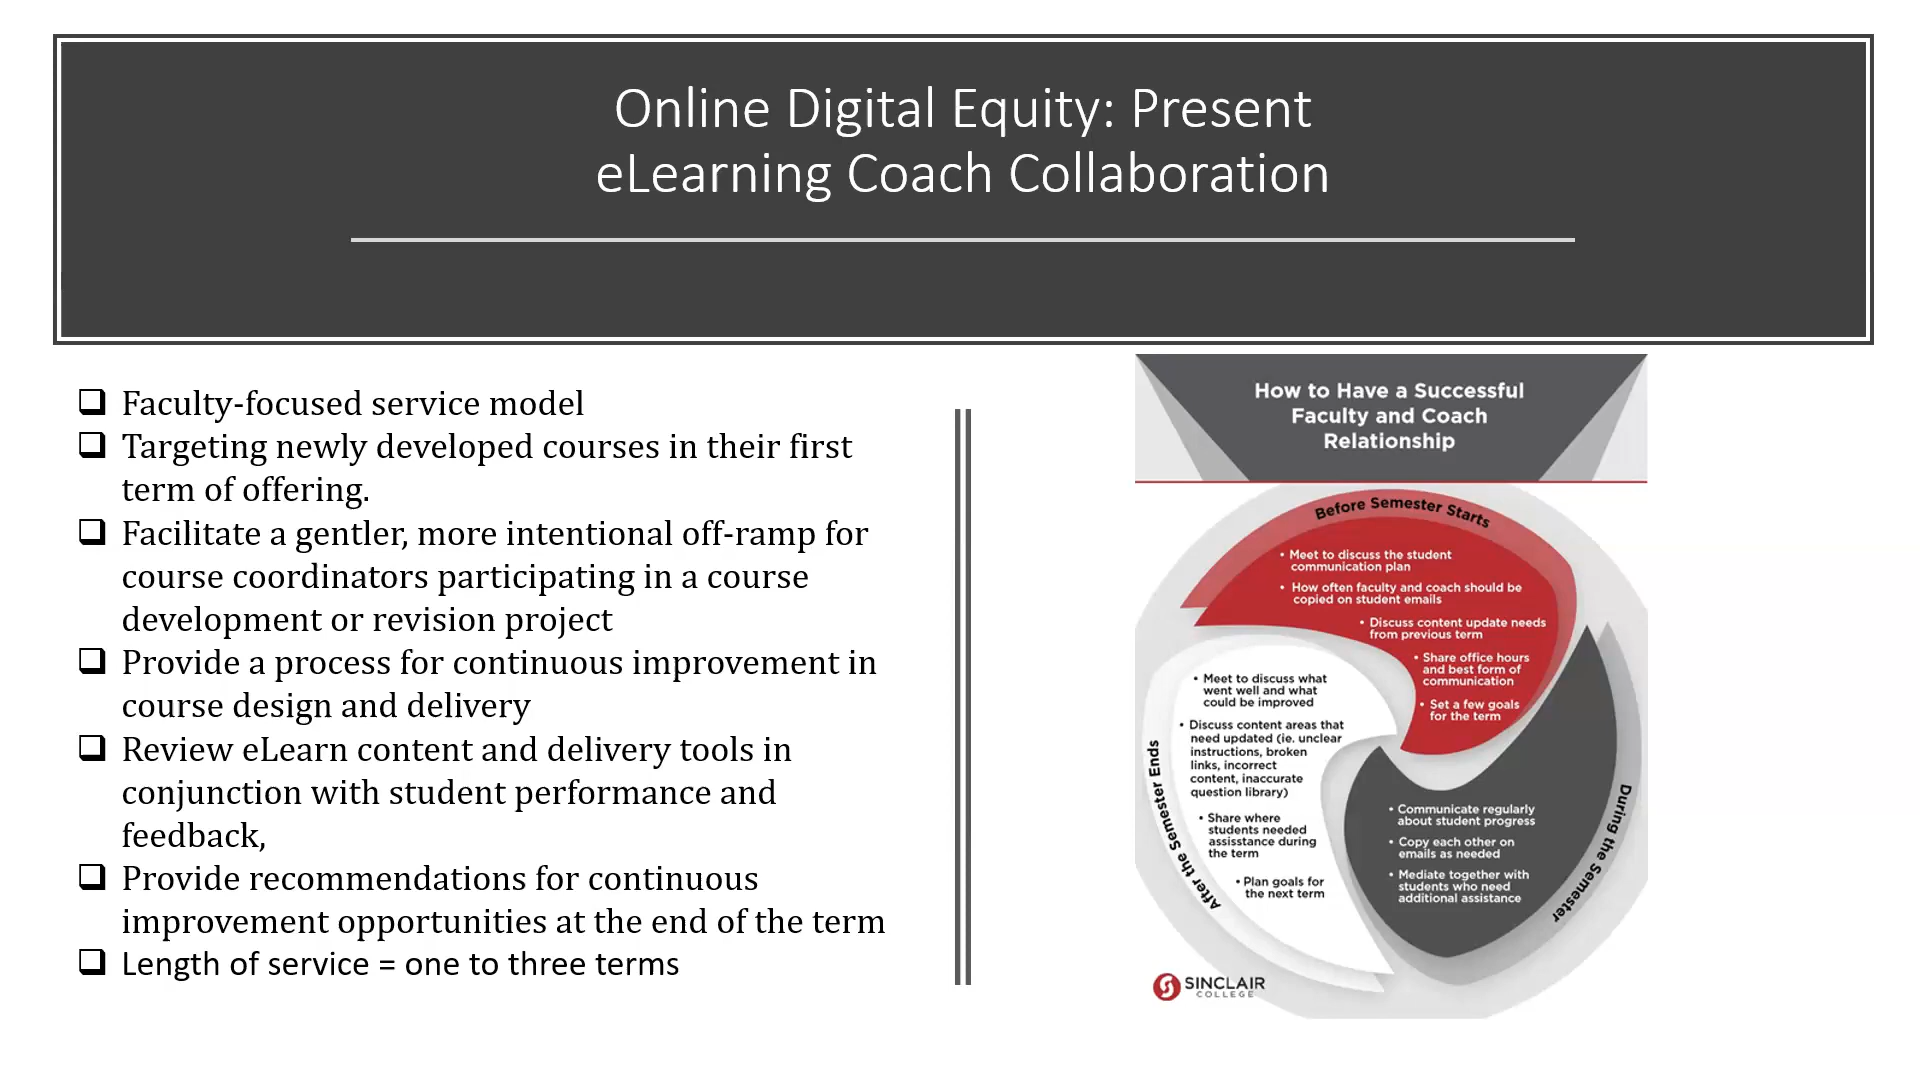 Online Digital Equity: Present
eLearning Coach Collaboration
❑ Faculty-focused service model
❑ Targeting newly developed courses in their first
term of offering.
❑ Facilitate a gentler, more intentional off-ramp for
course coordinators participating in a course
development or revision project
❑ Provide a process for continuous improvement in
course design and delivery
❑ Review eLearn content and delivery tools in
conjunction with student performance and
feedback,
❑ Provide recommendations for continuous
improvement opportunities at the end of the term
❑ Length of service = one to three terms
How to Have a Successful
Faculty and Coach
Relationship
Before Semester Starts
• Meet to discuss the student
communication plan
• How often faculty and coach should be
copied on student emails
• Discuss content update needs
from previous term
• Share office hours
and best form of
communication
• Set a few goals
for the term
During the Semester
• Communicate regularly
about student progress
• Copy each other on
emails as needed
• Mediate together with
students who need
additional assistance
After the Semester Ends
• Meet to discuss what
went well and what
could be improved
• Discuss content areas that
need updated (ie. unclear
instructions, broken
links, incorrect
content, inaccurate
question library)
• Share where
students needed
assisstance during
the term
• Plan goals for
the next term
SINCLAIR
COLLEGE